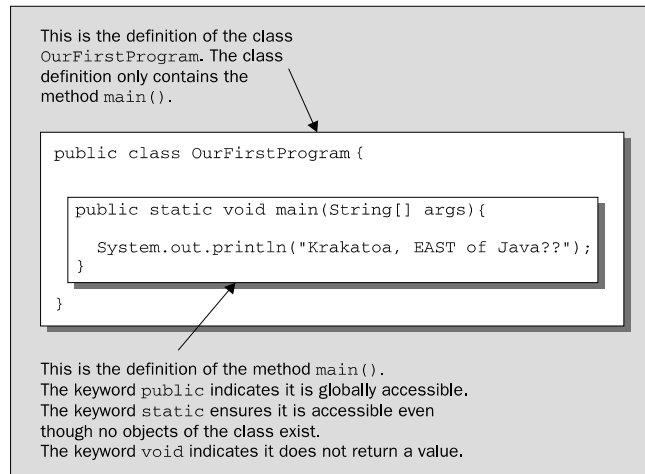 This is the definition of the class
OurFirstProgram. The class
definition only contains the
method main().
public class OurFirstProgram {
public static void main(String[] args){
System.out.println("Krakatoa, EAST of Java??");
}
}
This is the definition of the method main().
The keyword public indicates it is globally accessible.
The keyword static ensures it is accessible even
though no objects of the class exist.
The keyword void indicates it does not return a value.